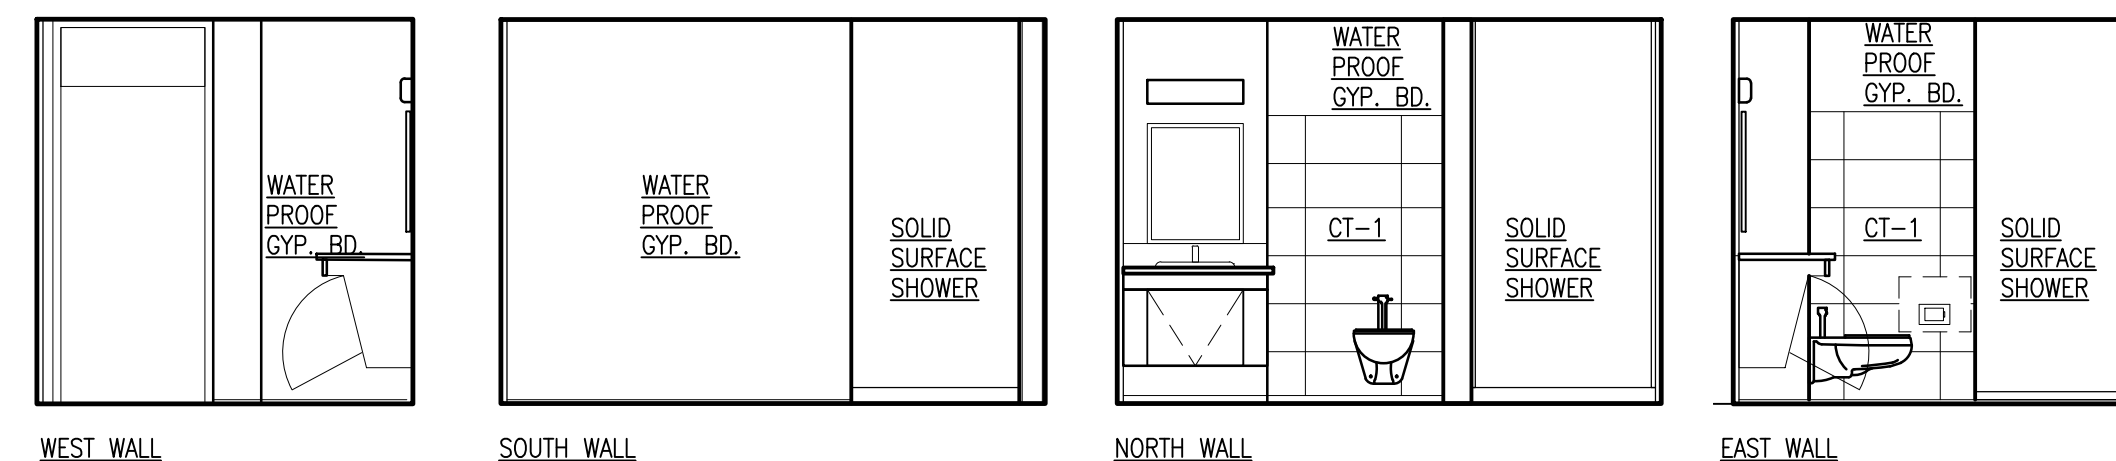 WATER
PROOF
GYP. BD.
WEST WALL
WATER
PROOF
GYP. BD.
SOLID
SURFACE
SHOWER
SOUTH WALL
WATER
PROOF
GYP. BD.
CT-1
SOLID
SURFACE
SHOWER
NORTH WALL
WATER
PROOF
GYP. BD.
CT-1
SOLID
SURFACE
SHOWER
EAST WALL